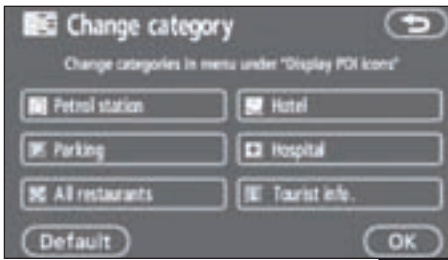 Change category
Change categories in menu under "Display POI icons"
Petrol station
Hotel
Parking
Hospital
All restaurants
Tourist info.
Default
OK